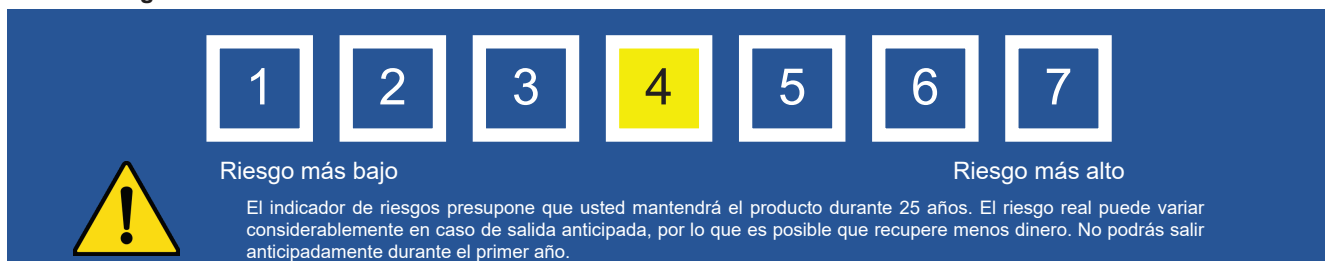 1 2 3 4 5 6 7
Riesgo más bajo Riesgo más alto
El indicador de riesgos presupone que usted mantendrá el producto durante 25 años. El riesgo real puede variar
considerablemente en caso de salida anticipada, por lo que es posible que recupere menos dinero. No podrás salir
anticipadamente durante el primer año.